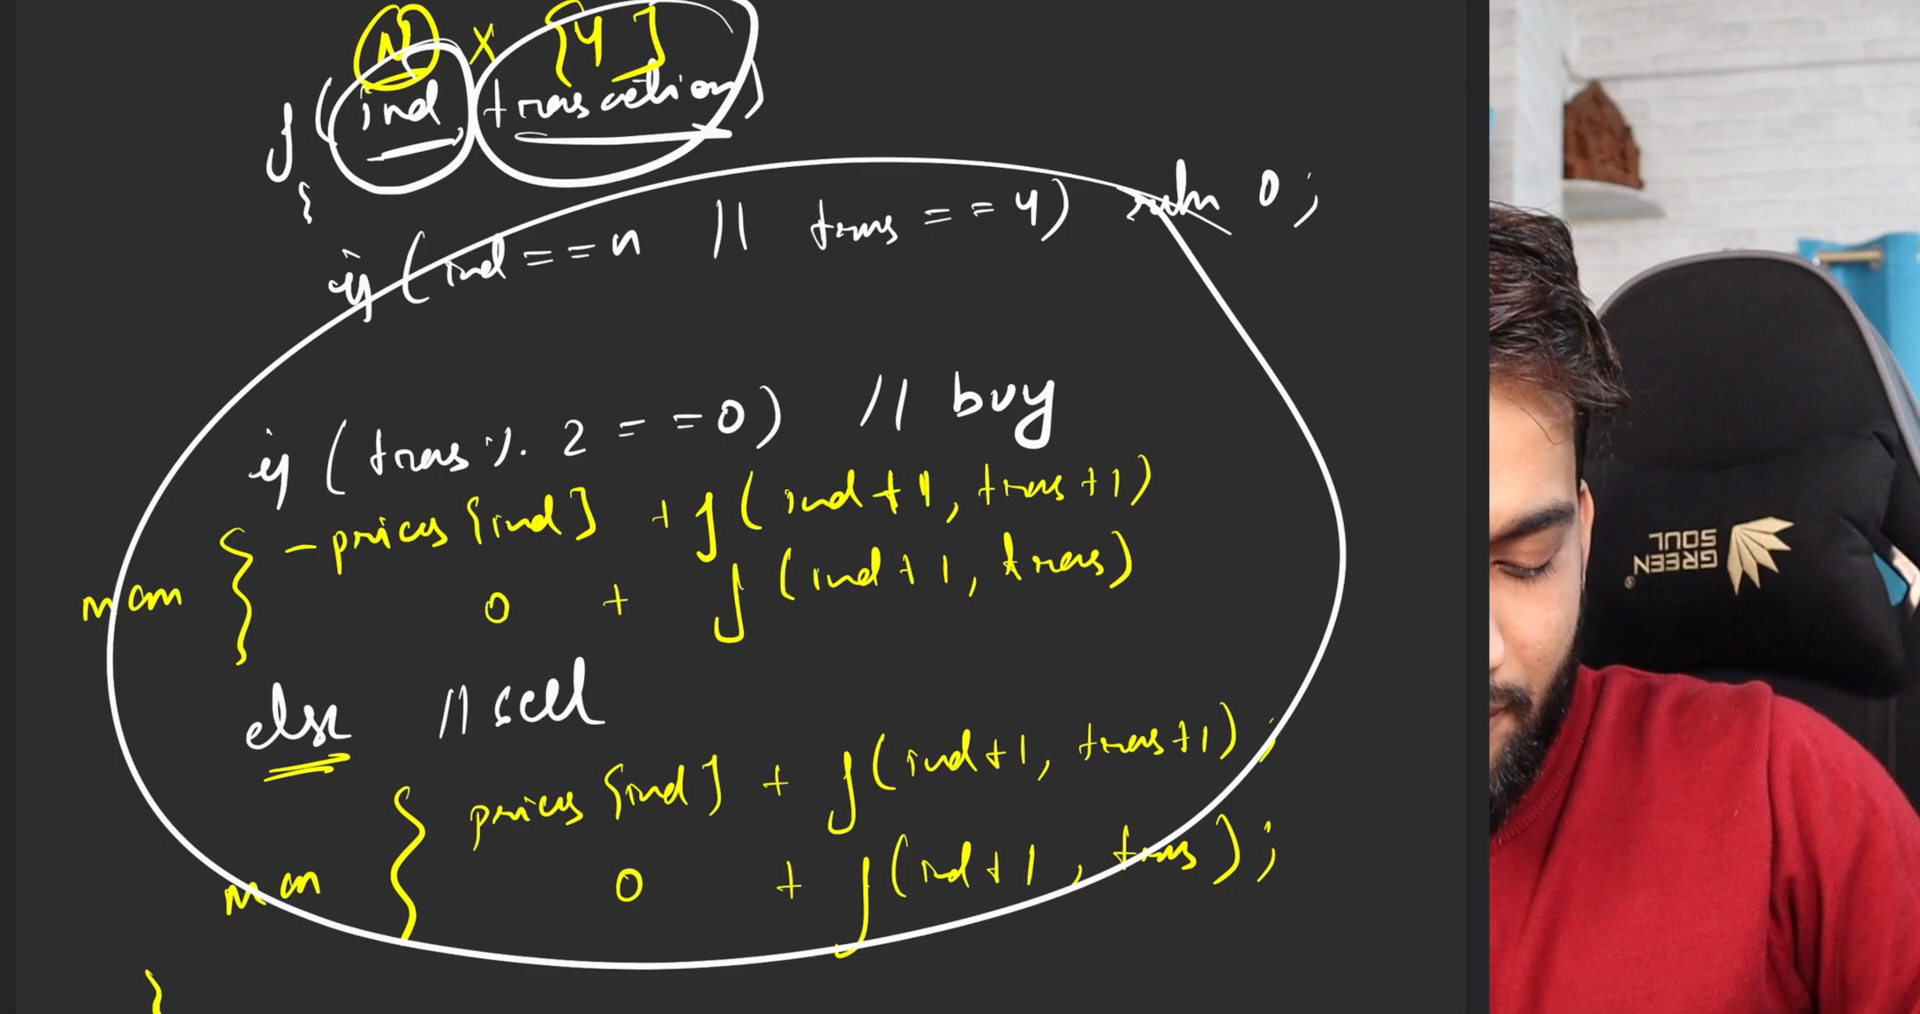 [N] x [4]
f(ind transaction)
{
if (ind == n || trans == 4) return 0;
if (trans % 2 == 0) // buy
max { -prices[ind] + f(ind+1, trans+1)
0 + f(ind+1, trans)
else // sell
max { prices[ind] + f(ind+1, trans+1);
0 + f(ind+1, trans);
}
GREEN SOUL